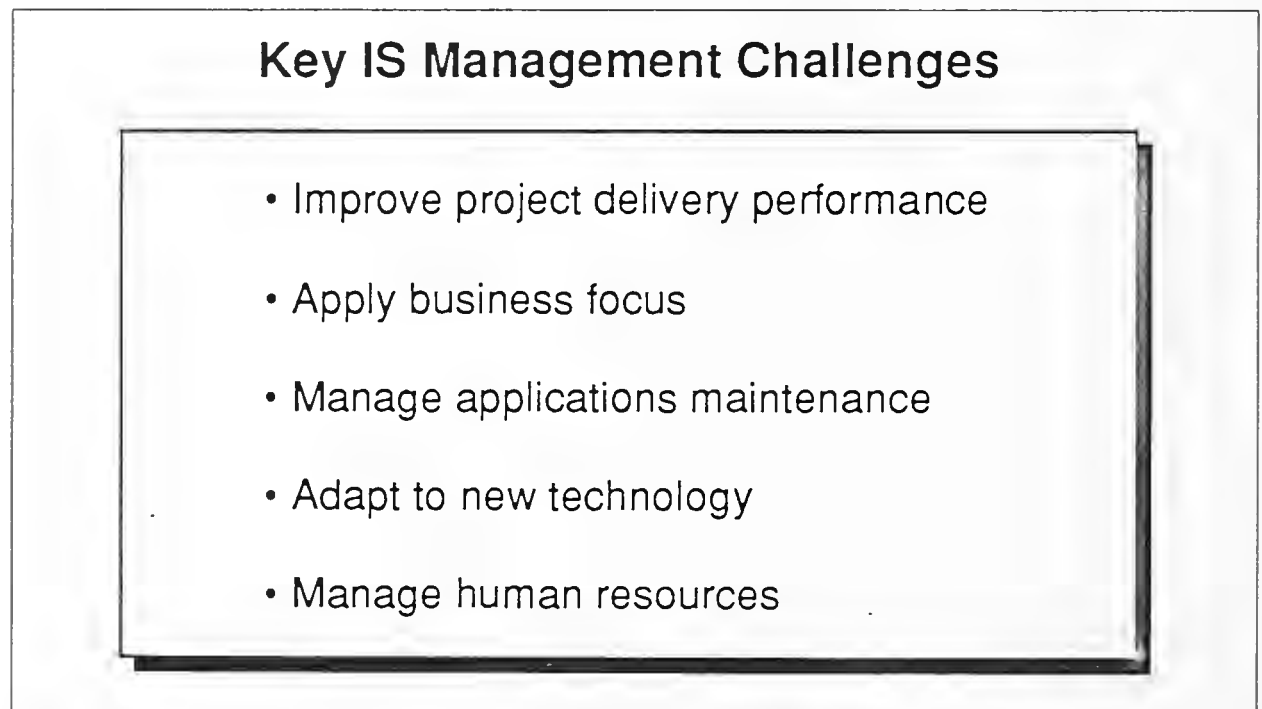 Key IS Management Challenges
• Improve project delivery performance
• Apply business focus
• Manage applications maintenance
• Adapt to new technology
• Manage human resources